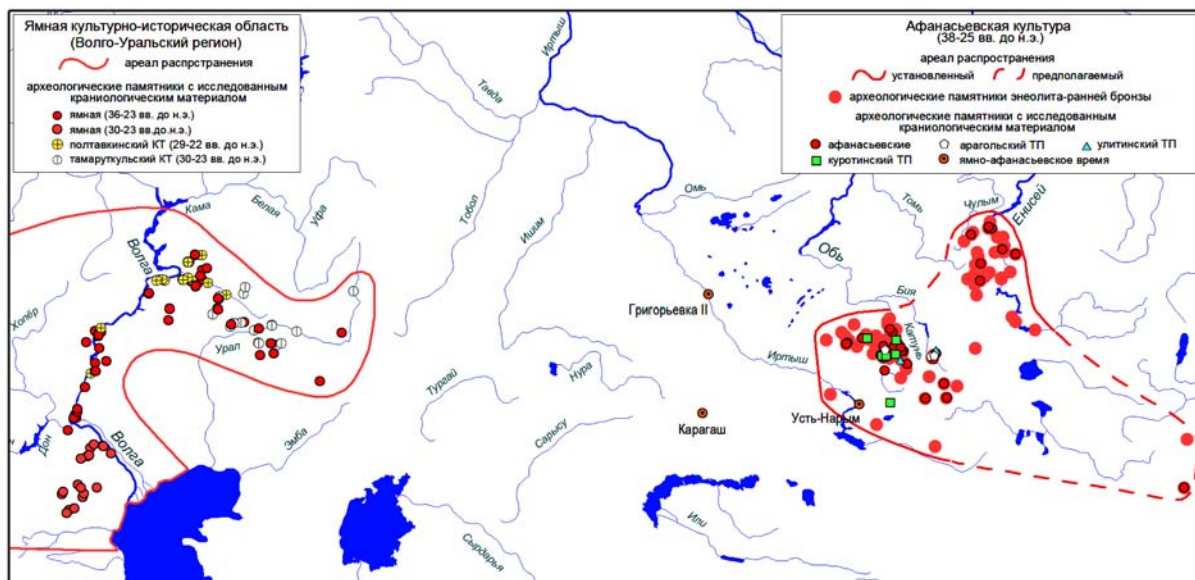 Ямная культурно-историческая область
(Волго-Уральский регион)
ареал распространения
археологические памятники с исследованным
краниологическим материалом
ямная (36-23 вв. до н.э.)
ямная (30-23 вв.до.н.э.)
полтавкинский КТ (29-22 вв. до н.э.)
тамаруткульский КТ (30-23 вв. до н.э.)
Афанасьевская культура
(38-25 вв. до н.э.)
ареал распространения
установленный
предполагаемый
археологические памятники энеолита-ранней бронзы
археологические памятники с исследованным
краниологическим материалом
афанасьевские
арагольский ТП
улитинский ТП
куротинский ТП
ямно-афанасьевское время
Иртыш
Тавда
Кама
Белая
Уфа
Тобол
Ишим
Омь
Томь
Чулым
Енисей
Волга
Обь
Хопёр
Бия
Катунь
Григорьевка II
Урал
Иртыш
Тургай
Нура
Усть-Нарым
Карагаш
Дон
Волга
Эмба
Сарысу
Или
Сырдарья